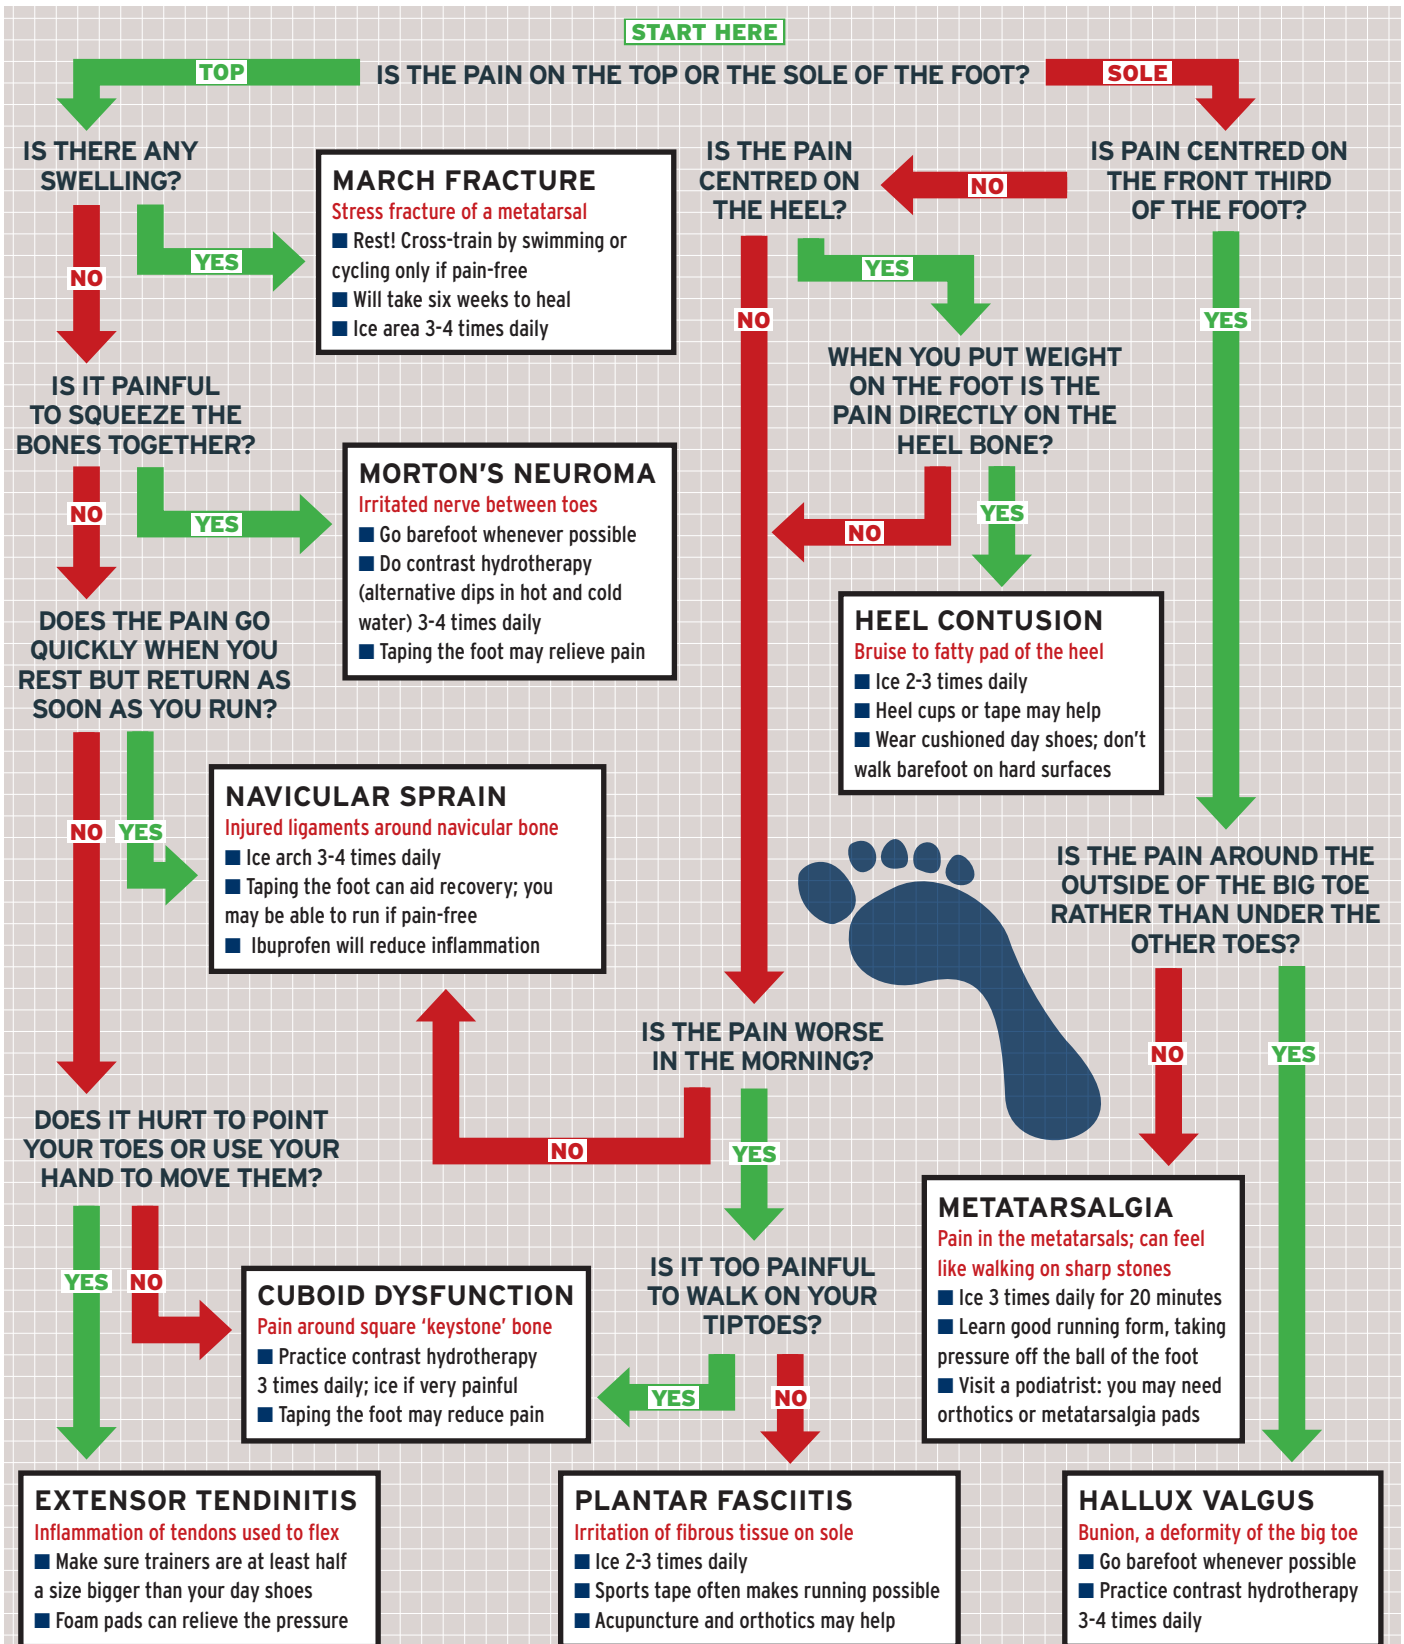 START HERE
IS THE PAIN ON THE TOP OR THE SOLE OF THE FOOT?
TOP
SOLE
IS THERE ANY
SWELLING?
NO
YES
MARCH FRACTURE
Stress fracture of a metatarsal
■ Rest! Cross-train by swimming or
cycling only if pain-free
■ Will take six weeks to heal
■ Ice area 3-4 times daily
IS IT PAINFUL
TO SQUEEZE THE
BONES TOGETHER?
NO
YES
MORTON'S NEUROMA
Irritated nerve between toes
■ Go barefoot whenever possible
■ Do contrast hydrotherapy
(alternative dips in hot and cold
water) 3-4 times daily
■ Taping the foot may relieve pain
DOES THE PAIN GO
QUICKLY WHEN YOU
REST BUT RETURN AS
SOON AS YOU RUN?
NO
YES
NAVICULAR SPRAIN
Injured ligaments around navicular bone
■ Ice arch 3-4 times daily
■ Taping the foot can aid recovery; you
may be able to run if pain-free
■ Ibuprofen will reduce inflammation
DOES IT HURT TO POINT
YOUR TOES OR USE YOUR
HAND TO MOVE THEM?
YES
NO
CUBOID DYSFUNCTION
Pain around square ‘keystone’ bone
■ Practice contrast hydrotherapy
3 times daily; ice if very painful
■ Taping the foot may reduce pain
EXTENSOR TENDINITIS
Inflammation of tendons used to flex
■ Make sure trainers are at least half
a size bigger than your day shoes
■ Foam pads can relieve the pressure
IS PAIN CENTRED ON
THE FRONT THIRD
OF THE FOOT?
NO
YES
IS THE PAIN
CENTRED ON
THE HEEL?
NO
YES
WHEN YOU PUT WEIGHT
ON THE FOOT IS THE
PAIN DIRECTLY ON THE
HEEL BONE?
NO
YES
HEEL CONTUSION
Bruise to fatty pad of the heel
■ Ice 2-3 times daily
■ Heel cups or tape may help
■ Wear cushioned day shoes; don't
walk barefoot on hard surfaces
IS THE PAIN WORSE
IN THE MORNING?
NO
YES
IS IT TOO PAINFUL
TO WALK ON YOUR
TIPTOES?
YES
NO
PLANTAR FASCIITIS
Irritation of fibrous tissue on sole
■ Ice 2-3 times daily
■ Sports tape often makes running possible
■ Acupuncture and orthotics may help
IS THE PAIN AROUND THE
OUTSIDE OF THE BIG TOE
RATHER THAN UNDER THE
OTHER TOES?
NO
YES
METATARSALGIA
Pain in the metatarsals; can feel
like walking on sharp stones
■ Ice 3 times daily for 20 minutes
■ Learn good running form, taking
pressure off the ball of the foot
■ Visit a podiatrist: you may need
orthotics or metatarsalgia pads
HALLUX VALGUS
Bunion, a deformity of the big toe
■ Go barefoot whenever possible
■ Practice contrast hydrotherapy
3-4 times daily